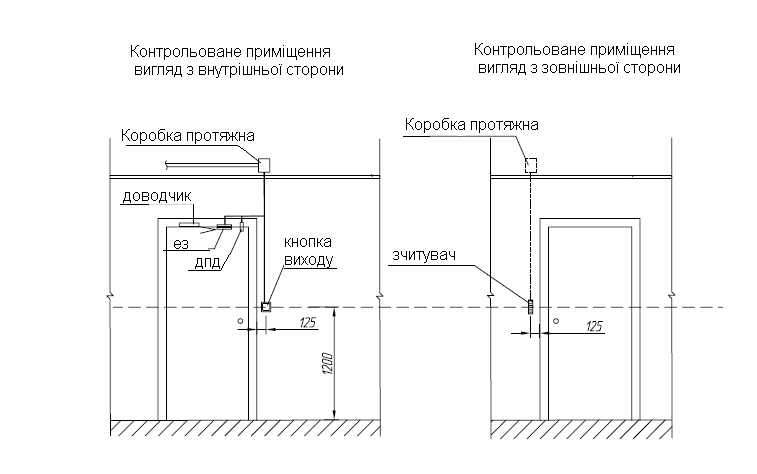 Контрольоване приміщення
вигляд з внутрішньої сторони
Контрольоване приміщення
вигляд з зовнішньої сторони
Коробка протяжна
доводчик
ез
дпд
кнопка
виходу
125
1200
Коробка протяжна
зчитувач
125